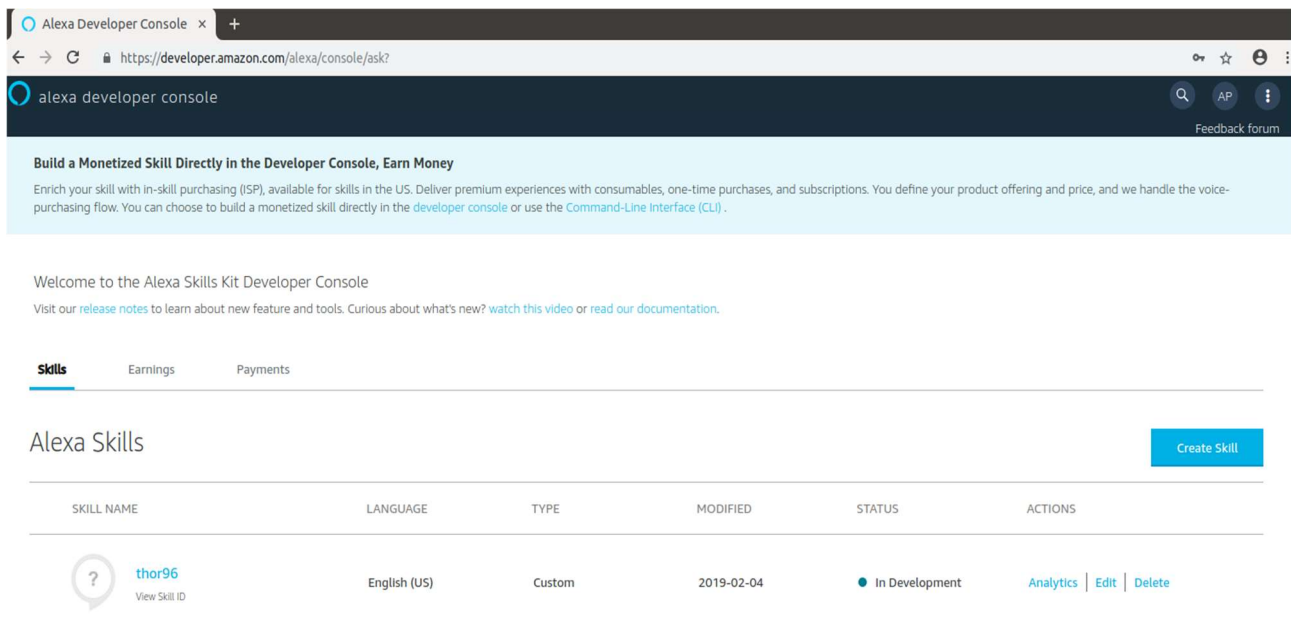 Alexa Developer Console × +
https://developer.amazon.com/alexa/console/ask?
alexa developer console
AP
Feedback forum
Build a Monetized Skill Directly in the Developer Console, Earn Money
Enrich your skill with in-skill purchasing (ISP), available for skills in the US. Deliver premium experiences with consumables, one-time purchases, and subscriptions. You define your product offering and price, and we handle the voice-
purchasing flow. You can choose to build a monetized skill directly in the developer console or use the Command-Line Interface (CLI) .
Welcome to the Alexa Skills Kit Developer Console
Visit our release notes to learn about new feature and tools. Curious about what's new? watch this video or read our documentation.
Skills Earnings Payments
Alexa Skills
Create Skill
SKILL NAME LANGUAGE TYPE MODIFIED STATUS ACTIONS
? thor96 English (US) Custom 2019-02-04 In Development Analytics | Edit | Delete
View Skill ID